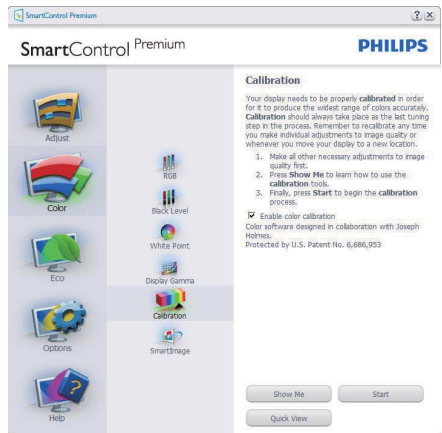 SmartControl Premium
? X
SmartControl Premium
PHILIPS
Adjust
Color
Eco
Options
Help
RGB
Black Level
White Point
Display Gamma
Calibration
SmartImage
Calibration
Your display needs to be properly calibrated in order
for it to produce the widest range of colors accurately.
Calibration should always take place as the last tuning
step in the process. Remember to recalibrate any time
you make individual adjustments to image quality or
whenever you move your display to a new location.
1. Make all other necessary adjustments to image
quality first.
2. Press Show Me to learn how to use the
calibration tools.
3. Finally, press Start to begin the calibration
process.
Enable color calibration
Color software designed in collaboration with Joseph
Holmes.
Protected by U.S. Patent No. 6,686,953
Show Me
Start
Quick View